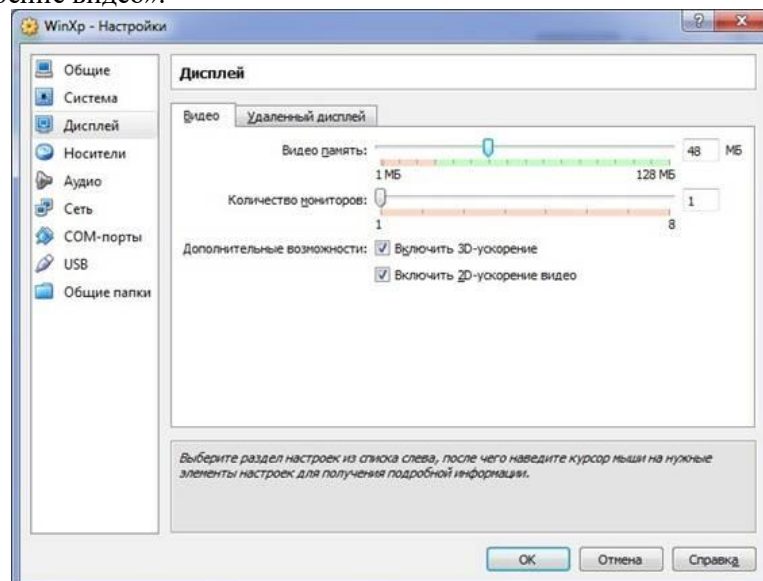 ение видео».
WinXp - Настройки
Общие
Система
Дисплей
Носители
Аудио
Сеть
COM-порты
USB
Общие папки
Дисплей
Видео
Удаленный дисплей
Видео память: 48 МБ
1 МБ 128 МБ
Количество мониторов: 1
1 8
Дополнительные возможности: Включить 3D-ускорение
Включить 2D-ускорение видео
Выберите раздел настроек из списка слева, после чего наведите курсор мыши на нужные
элементы настроек для получения подробной информации.
OK Отмена Справка